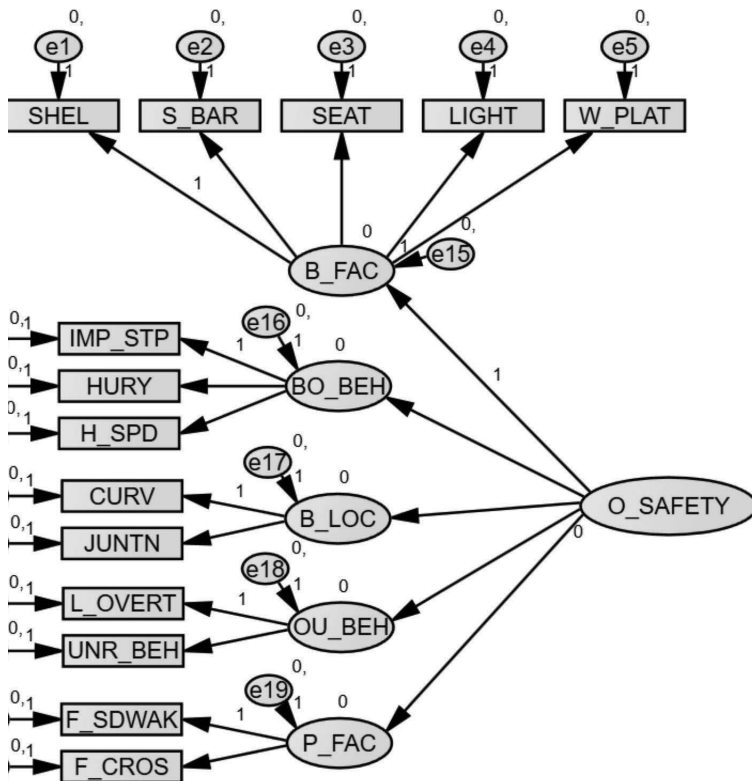 0, 0, 0, 0, 0,
e1 e2 e3 e4 e5
1 1 1 1 1
SHEL S_BAR SEAT LIGHT W_PLAT
1
0 0,
1
B_FAC e15
0,
e16
0,1 IMP_STP 1 1 0
0,1 HURY BO_BEH 1
0,1 H_SPD
0,
e17
0,1 CURV 1 1 0
B_LOC O_SAFETY
0,1 JUNTN 0
0,
e18
0,1 L_OVERT 1 1 0
OU_BEH
0,1 UNR_BEH
0,
e19
0,1 F_SDWAK 1 1 0
P_FAC
0,1 F_CROS